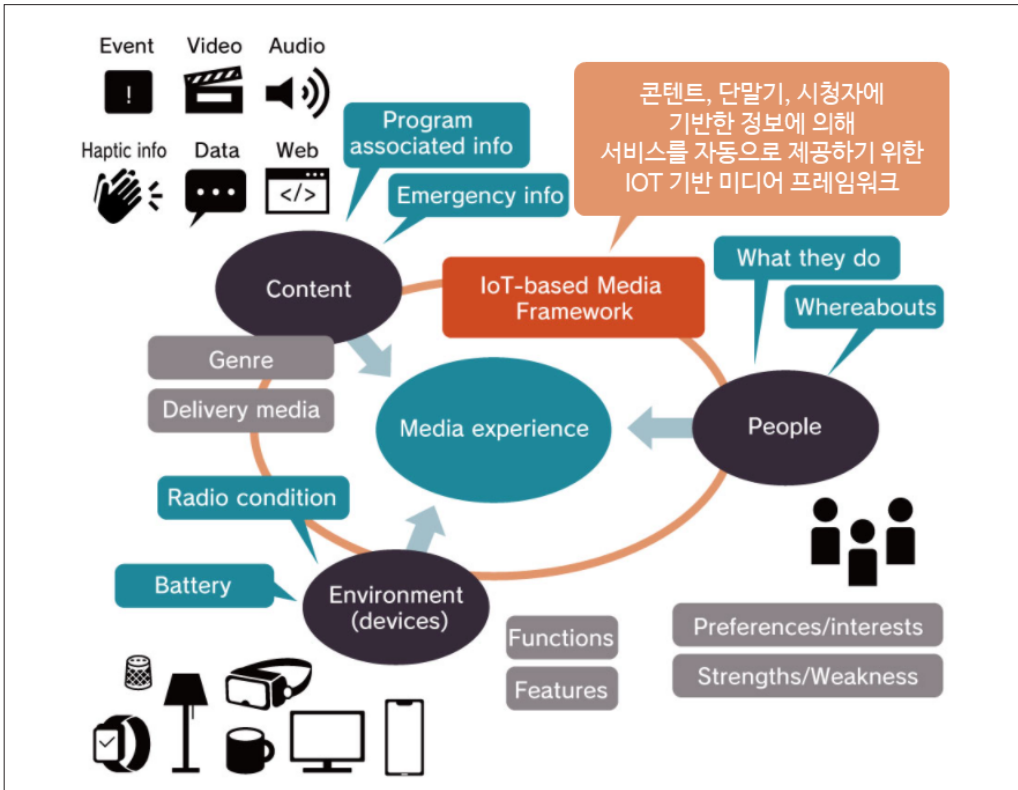 Event
Video
Audio
!
Haptic info
Data
Web
</>
Program
associated info
Emergency info
콘텐트, 단말기, 시청자에
기반한 정보에 의해
서비스를 자동으로 제공하기 위한
IOT 기반 미디어 프레임워크
Content
IoT-based Media
Framework
What they do
Whereabouts
Genre
Delivery media
Media experience
People
Radio condition
Battery
Environment
(devices)
Functions
Features
Preferences/interests
Strengths/Weakness